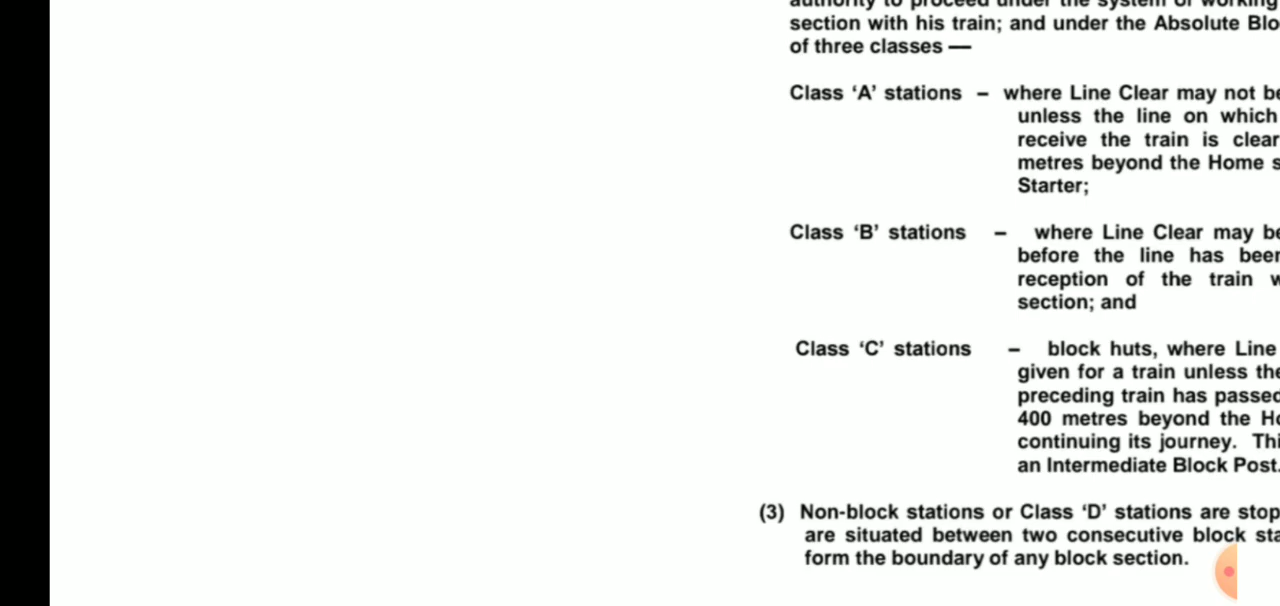 authority to proceed under the system of working
section with his train; and under the Absolute Blo
of three classes —
Class ‘A’ stations – where Line Clear may not be
unless the line on which
receive the train is clear
metres beyond the Home s
Starter;
Class ‘B’ stations – where Line Clear may be
before the line has been
reception of the train w
section; and
Class ‘C’ stations – block huts, where Line
given for a train unless the
preceding train has passed
400 metres beyond the Ho
continuing its journey. Thi
an Intermediate Block Post.
(3) Non-block stations or Class ‘D’ stations are stop
are situated between two consecutive block sta
form the boundary of any block section.